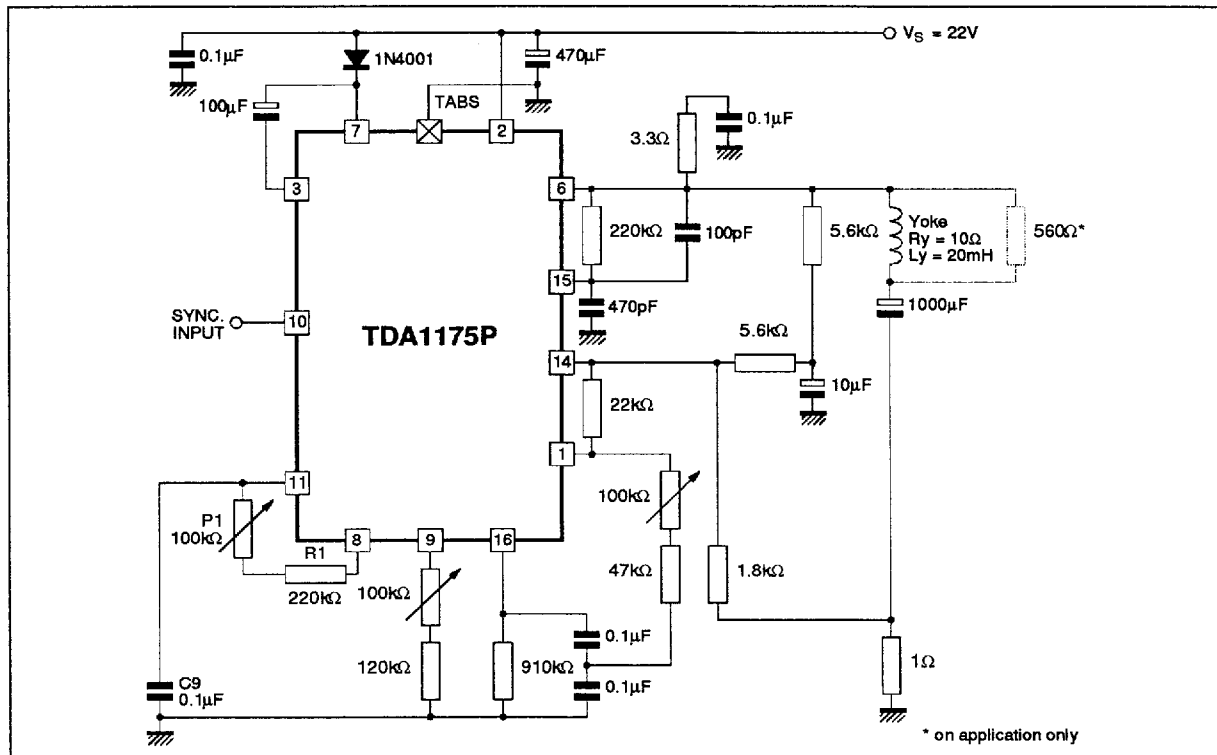 VS = 22V
0.1µF
1N4001
470µF
100µF
TABS
7
2
3.3Ω
0.1µF
3
6
220kΩ
100pF
5.6kΩ
Yoke
Ry = 10Ω
Ly = 20mH
560Ω*
15
470pF
1000µF
SYNC.
INPUT
10
TDA1175P
5.6kΩ
14
10µF
22kΩ
1
11
P1
100kΩ
100kΩ
8
9
16
R1
220kΩ
100kΩ
47kΩ
1.8kΩ
0.1µF
120kΩ
910kΩ
1Ω
C9
0.1µF
0.1µF
* on application only